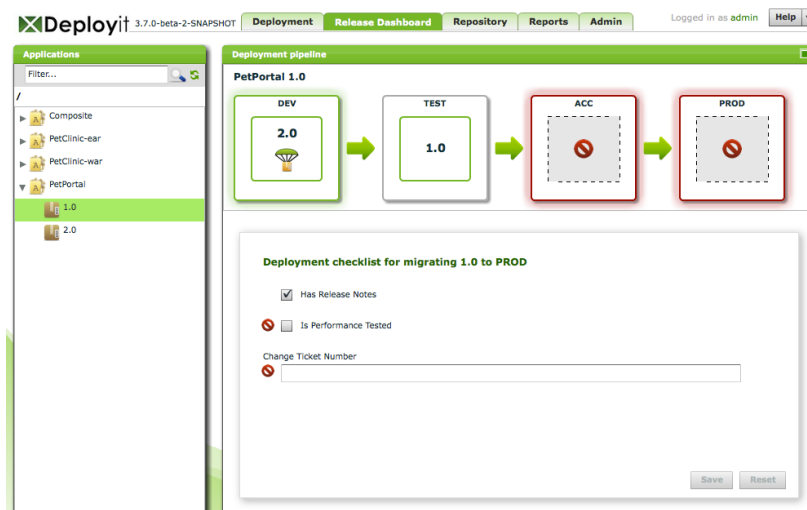 XDeployit 3.7.0-beta-2-SNAPSHOT Deployment Release Dashboard Repository Reports Admin Logged in as admin Help
Applications
Filter...
/
Composite
PetClinic-ear
PetClinic-war
PetPortal
1.0
2.0
Deployment pipeline
PetPortal 1.0
DEV TEST ACC PROD
2.0 1.0
Deployment checklist for migrating 1.0 to PROD
Has Release Notes
Is Performance Tested
Change Ticket Number
Save Reset